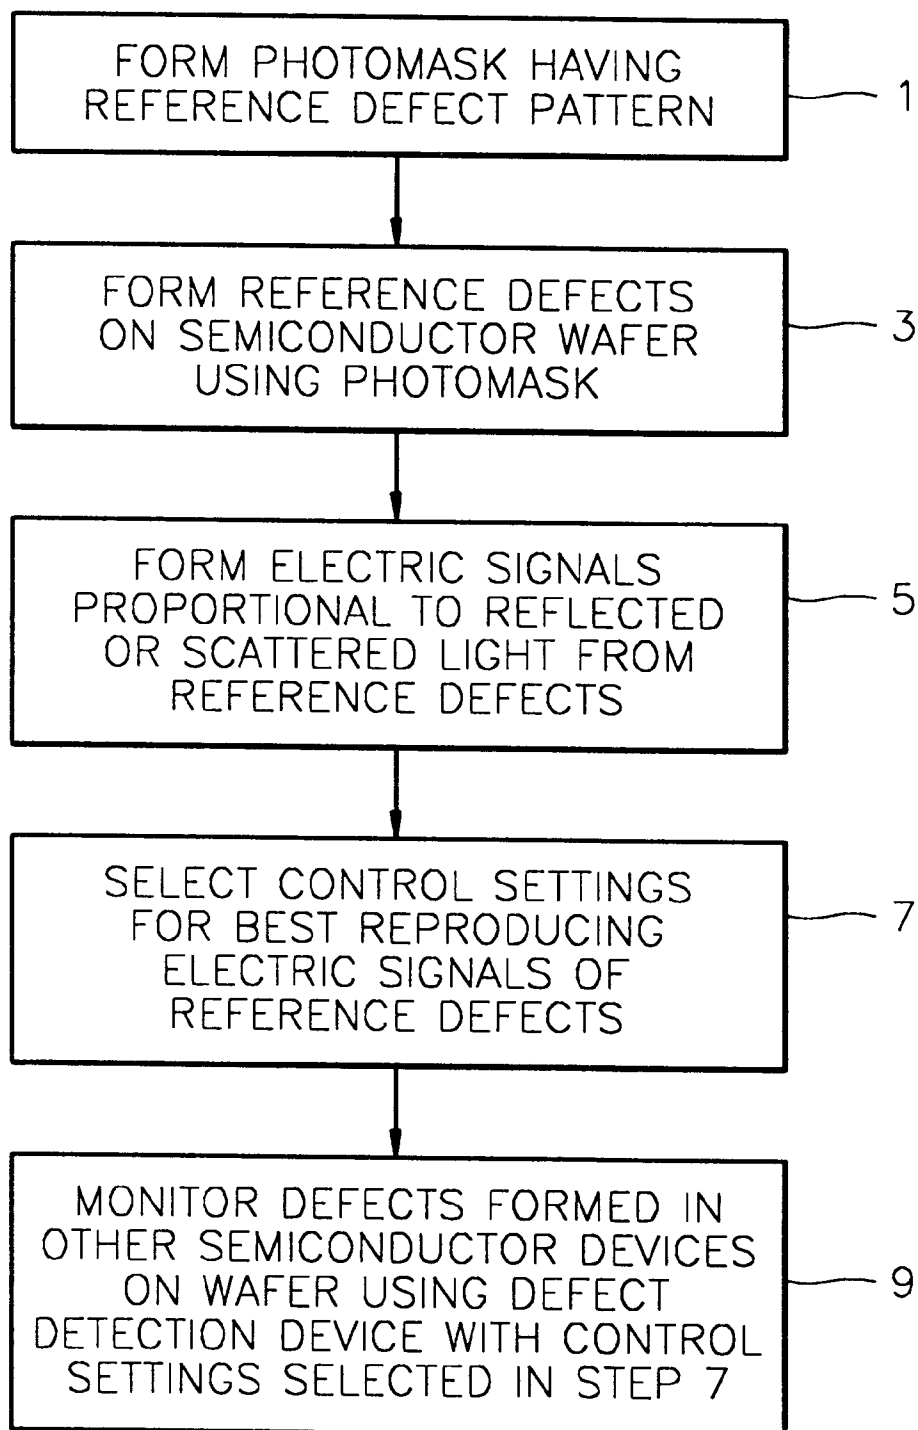 FORM PHOTOMASK HAVING
REFERENCE DEFECT PATTERN
1
FORM REFERENCE DEFECTS
ON SEMICONDUCTOR WAFER
USING PHOTOMASK
3
FORM ELECTRIC SIGNALS
PROPORTIONAL TO REFLECTED
OR SCATTERED LIGHT FROM
REFERENCE DEFECTS
5
SELECT CONTROL SETTINGS
FOR BEST REPRODUCING
ELECTRIC SIGNALS OF
REFERENCE DEFECTS
7
MONITOR DEFECTS FORMED IN
OTHER SEMICONDUCTOR DEVICES
ON WAFER USING DEFECT
DETECTION DEVICE WITH CONTROL
SETTINGS SELECTED IN STEP 7
9